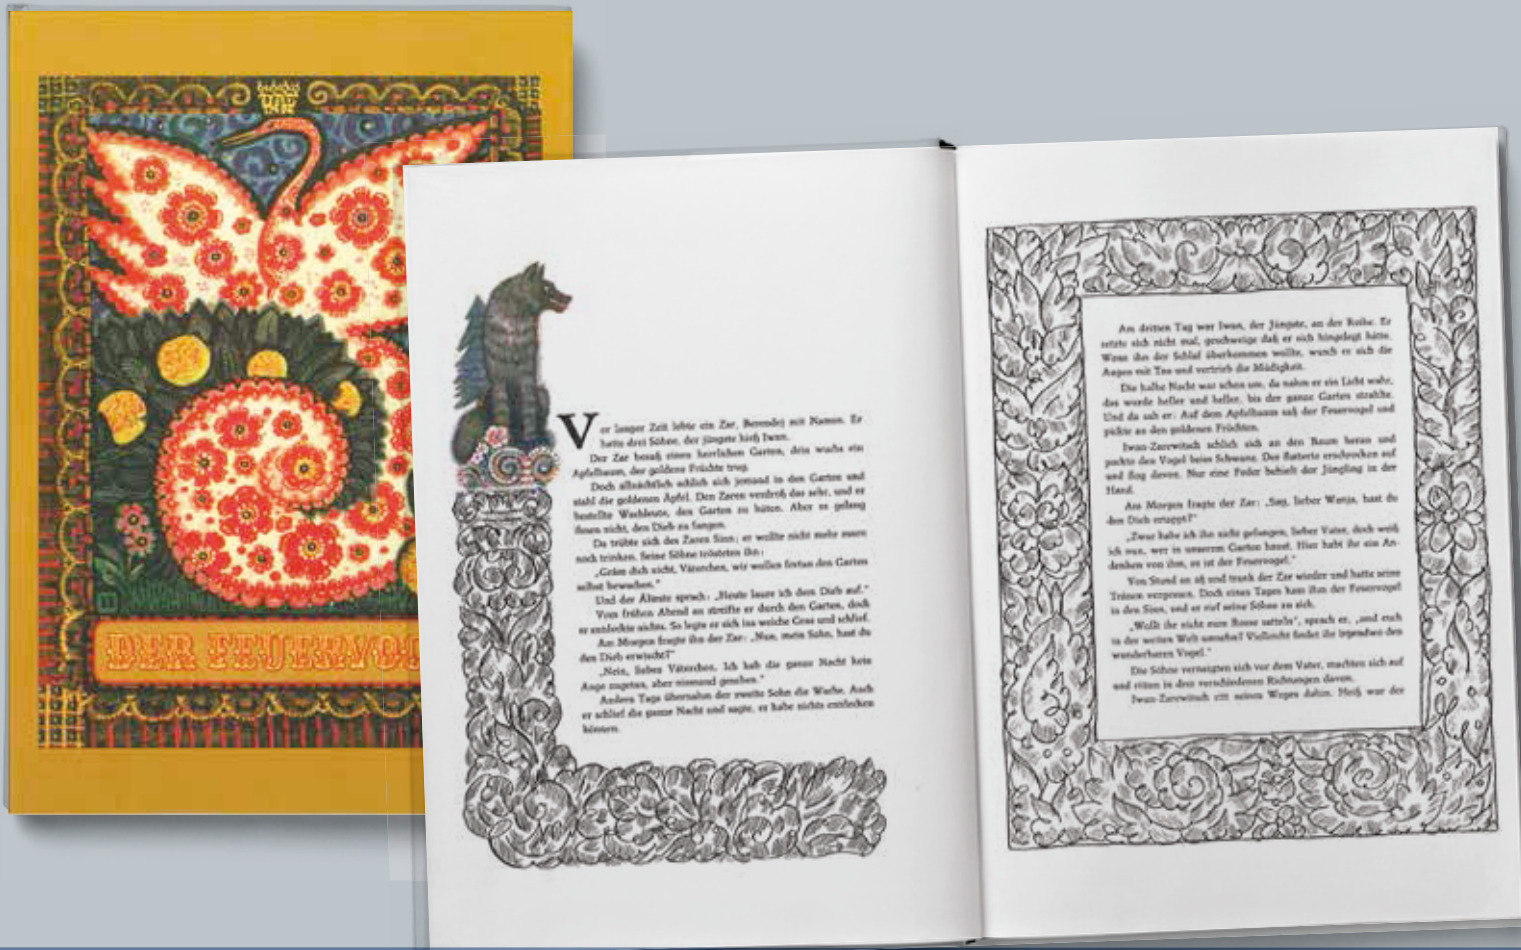 DER FEUERVOG
Vor langer Zeit lebte ein Zar, Berendej mit Namen. Er
hatte drei Söhne, der jüngste hieß Iwan.
Der Zar besaß einen herrlichen Garten, drin wuchs ein
Apfelbaum, der goldene Früchte trug.
Doch allnächtlich schlich sich jemand in den Garten und
stahl die goldenen Äpfel. Den Zaren verdroß das sehr, und er
bestellte Wachleute, den Garten zu hüten. Aber es gelang
ihnen nicht, den Dieb zu fangen.
Da trübte sich des Zaren Sinn; er wollte nicht mehr essen
noch trinken. Seine Söhne trösteten ihn:
„Gräm dich nicht, Väterchen, wir wollen fortan den Garten
selbst bewachen."
Und der Älteste sprach: „Heute laure ich dem Dieb auf."
Vom frühen Abend an streifte er durch den Garten, doch
er entdeckte nichts. So legte er sich ins weiche Gras und schlief.
Am Morgen fragte ihn der Zar: „Nun, mein Sohn, hast du
den Dieb erwischt?"
„Nein, liebes Väterchen. Ich hab die ganze Nacht kein
Auge zugetan, aber niemand gesehen."
Andern Tags übernahm der zweite Sohn die Wache. Auch
er schlief die ganze Nacht und sagte, er habe nichts entdecken
können.
Am dritten Tag war Iwan, der Jüngste, an der Reihe. Er
setzte sich nicht mal, geschweige daß er sich hingelegt hätte.
Wenn ihn der Schlaf überkommen wollte, wusch er sich die
Augen mit Tau und vertrieb die Müdigkeit.
Die halbe Nacht war schon um, da nahm er ein Licht wahr,
das wurde heller und heller, bis der ganze Garten strahlte.
Und da sah er: Auf dem Apfelbaum saß der Feuervogel und
pickte an den goldenen Früchten.
Iwan-Zarewitsch schlich sich an den Baum heran und
packte den Vogel beim Schwanz. Der flatterte erschrocken auf
und flog davon. Nur eine Feder behielt der Jüngling in der
Hand.
Am Morgen fragte der Zar: „Sag, lieber Wanja, hast du
den Dieb ertappt?"
„Zwar habe ich ihn nicht gefangen, lieber Vater, doch weiß
ich nun, wer in unserem Garten haust. Hier habt ihr ein An-
denken von ihm, es ist der Feuervogel."
Von Stund an aß und trank der Zar wieder und hatte seine
Tränen vergessen. Doch eines Tages kam ihm der Feuervogel
in den Sinn, und er rief seine Söhne zu sich.
„Wollt ihr nicht eure Rosse satteln", sprach er, „und euch
in der weiten Welt umsehn? Vielleicht findet ihr irgendwo den
wunderbaren Vogel."
Die Söhne verneigten sich vor dem Vater, machten sich auf
und ritten in drei verschiedenen Richtungen davon.
Iwan-Zarewitsch ritt seines Weges dahin. Heiß war der